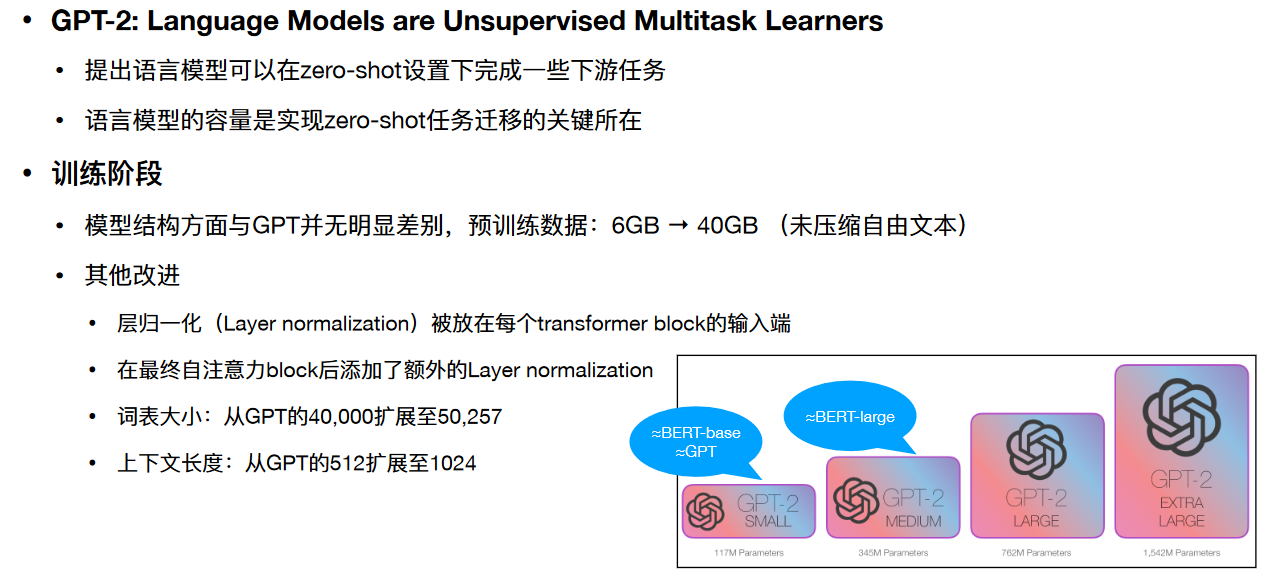 • GPT-2: Language Models are Unsupervised Multitask Learners
• 提出语言模型可以在zero-shot设置下完成一些下游任务
• 语言模型的容量是实现zero-shot任务迁移的关键所在
• 训练阶段
• 模型结构方面与GPT并无明显差别，预训练数据：6GB → 40GB （未压缩自由文本）
• 其他改进
• 层归一化（Layer normalization）被放在每个transformer block的输入端
• 在最终自注意力block后添加了额外的Layer normalization
• 词表大小：从GPT的40,000扩展至50,257
• 上下文长度：从GPT的512扩展至1024
≈BERT-base
≈GPT
≈BERT-large
GPT-2
SMALL
117M Parameters
GPT-2
MEDIUM
345M Parameters
GPT-2
LARGE
762M Parameters
GPT-2
EXTRA
LARGE
1,542M Parameters